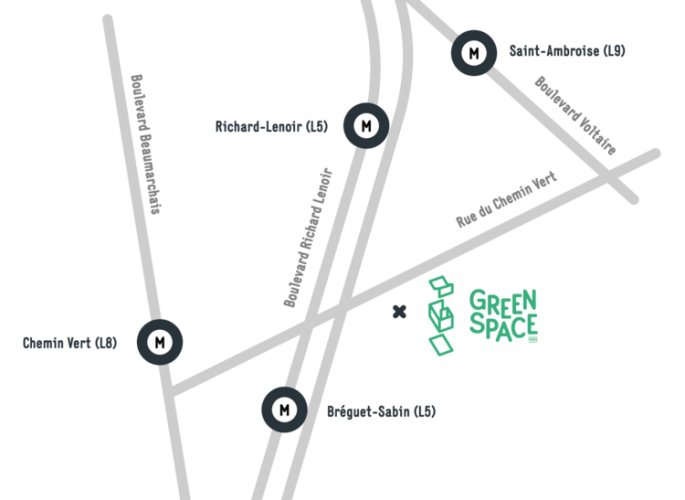 M
Saint-Ambroise (L9)
Boulevard Beaumarchais
Boulevard Voltaire
Richard-Lenoir (L5)
M
Boulevard Richard Lenoir
Rue du Chemin Vert
GREEN
SPACE
Chemin Vert (L8)
M
M
Bréguet-Sabin (L5)